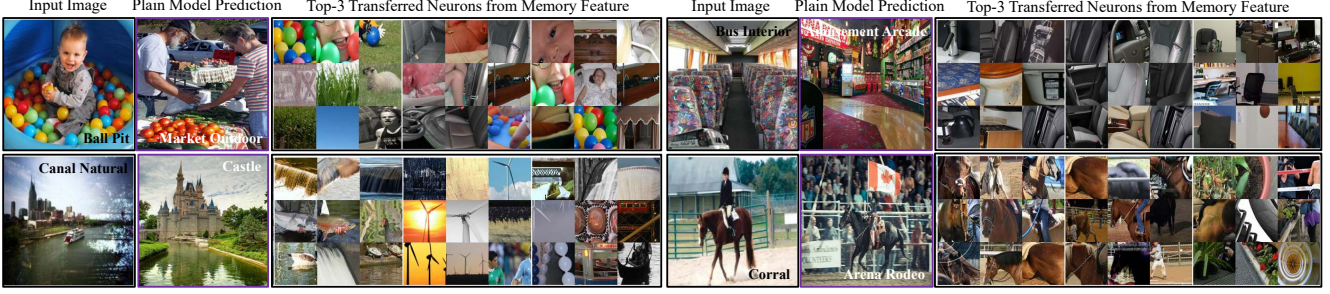 Input Image Plain Model Prediction Top-3 Transferred Neurons from Memory Feature Input Image Plain Model Prediction Top-3 Transferred Neurons from Memory Feature
Ball Pit
Market Outdoor
Bus Interior
Amusement Arcade
Canal Natural
Castle
Corral
Arena Rodeo